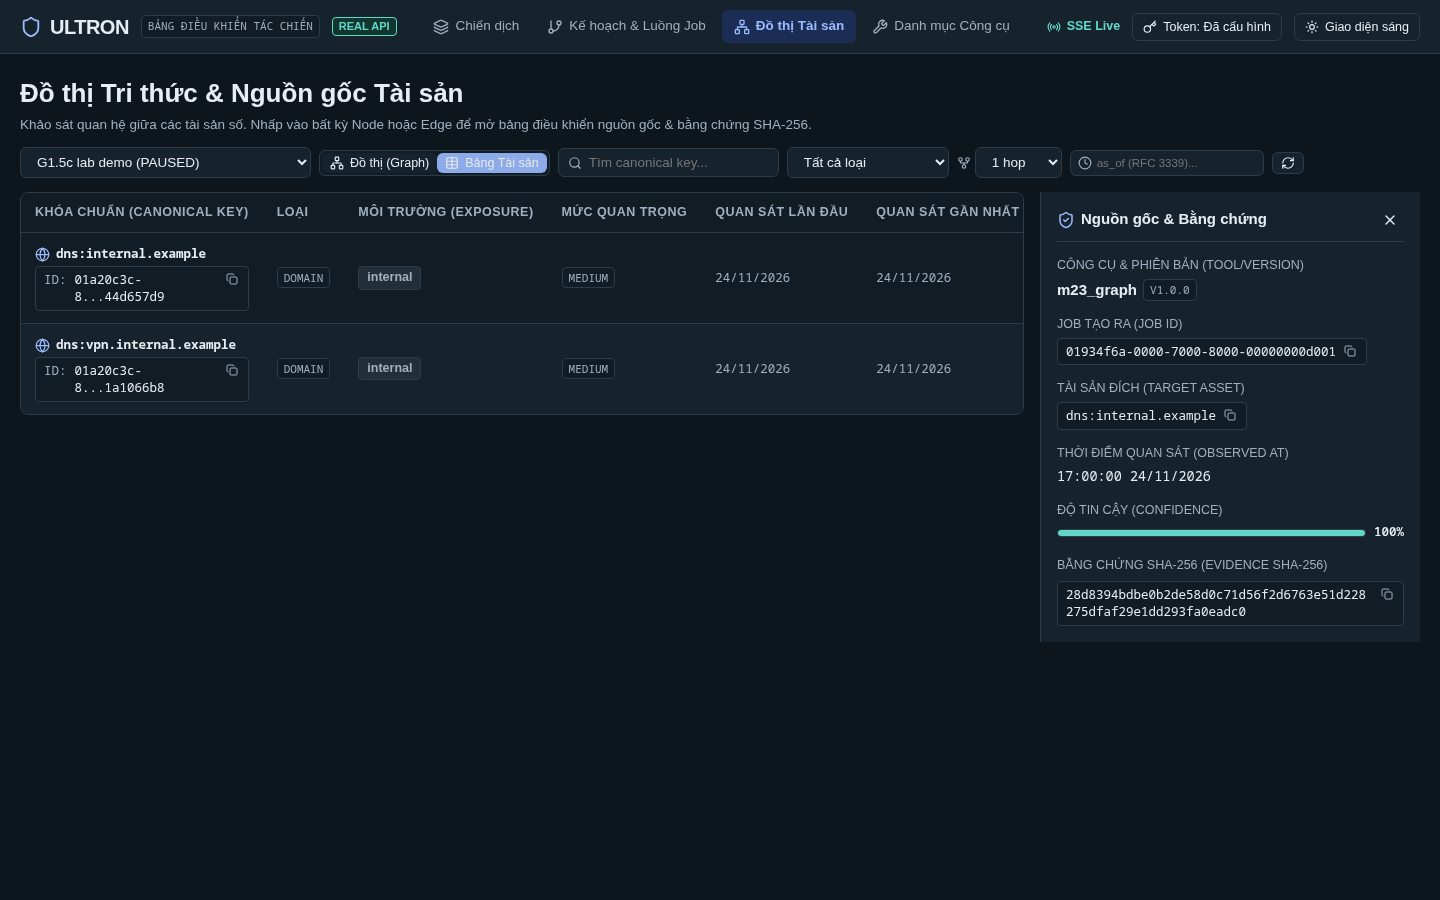 ULTRON
BẢNG ĐIỀU KHIỂN TÁC CHIẾN
REAL API
Chiến dịch
Kế hoạch & Luồng Job
Đồ thị Tài sản
Danh mục Công cụ
SSE Live
Token: Đã cấu hình
Giao diện sáng
Đồ thị Tri thức & Nguồn gốc Tài sản
Khảo sát quan hệ giữa các tài sản số. Nhấp vào bất kỳ Node hoặc Edge để mở bảng điều khiển nguồn gốc & bằng chứng SHA-256.
G1.5c lab demo (PAUSED)
Đồ thị (Graph)
Bảng Tài sản
Tìm canonical key...
Tất cả loại
1 hop
as_of (RFC 3339)...
KHÓA CHUẨN (CANONICAL KEY) LOẠI MÔI TRƯỜNG (EXPOSURE) MỨC QUAN TRỌNG QUAN SÁT LẦN ĐẦU QUAN SÁT GẦN NHẤT
dns:internal.example
ID: 01a20c3c-
8...44d657d9
DOMAIN internal MEDIUM 24/11/2026 24/11/2026
dns:vpn.internal.example
ID: 01a20c3c-
8...1a1066b8
DOMAIN internal MEDIUM 24/11/2026 24/11/2026
Nguồn gốc & Bằng chứng
CÔNG CỤ & PHIÊN BẢN (TOOL/VERSION)
m23_graph V1.0.0
JOB TẠO RA (JOB ID)
01934f6a-0000-7000-8000-00000000d001
TÀI SẢN ĐÍCH (TARGET ASSET)
dns:internal.example
THỜI ĐIỂM QUAN SÁT (OBSERVED AT)
17:00:00 24/11/2026
ĐỘ TIN CẬY (CONFIDENCE)
100%
BẰNG CHỨNG SHA-256 (EVIDENCE SHA-256)
28d8394bdbe0b2de58d0c71d56f2d6763e51d228
275dfaf29e1dd293fa0eadc0